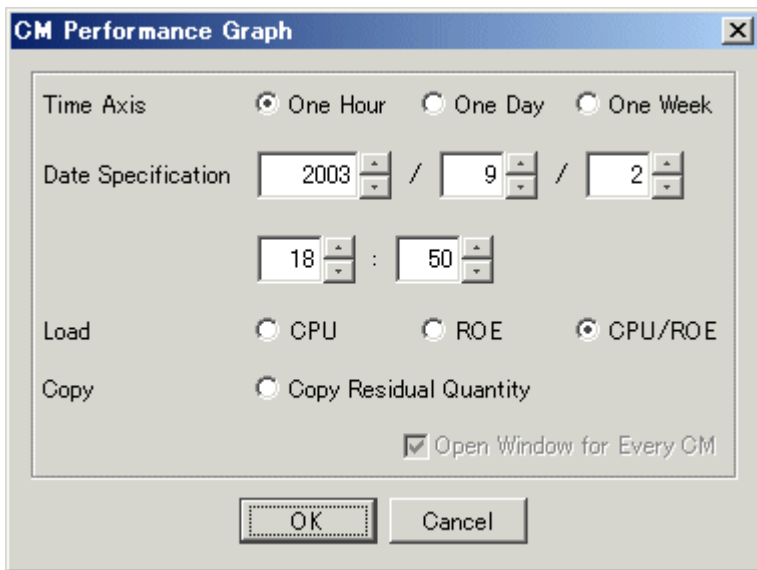 CM Performance Graph
Time Axis One Hour One Day One Week
Date Specification 2003 / 9 / 2
18 : 50
Load CPU ROE CPU/ROE
Copy Copy Residual Quantity
Open Window for Every CM
OK Cancel